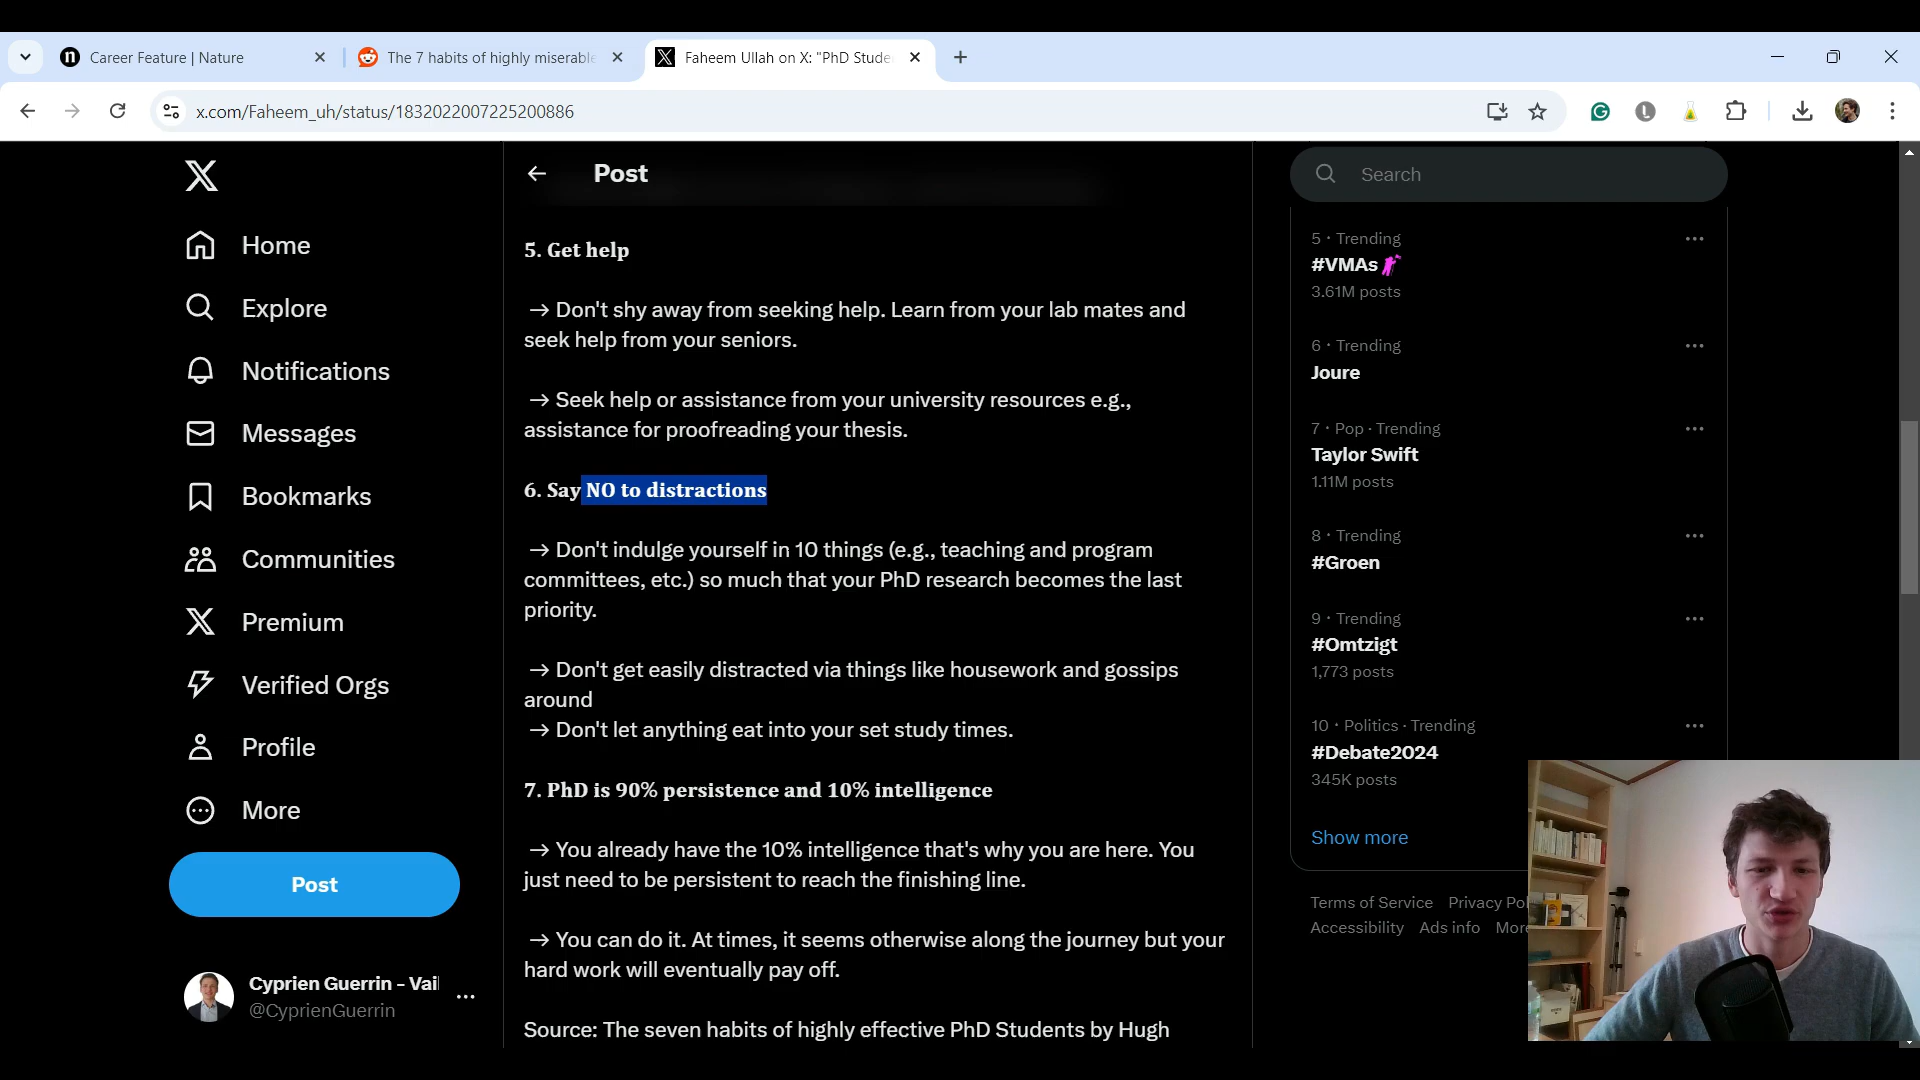 Career Feature | Nature
The 7 habits of highly miserable
Faheem Ullah on X: "PhD Stude
x.com/Faheem_uh/status/1832022007225200886
Post
Search
Home
Explore
Notifications
Messages
Bookmarks
Communities
Premium
Verified Orgs
Profile
More
Post
Cyprien Guerrin - Vail
@CyprienGuerrin
5. Get help
→ Don't shy away from seeking help. Learn from your lab mates and
seek help from your seniors.
→ Seek help or assistance from your university resources e.g.,
assistance for proofreading your thesis.
6. Say NO to distractions
→ Don't indulge yourself in 10 things (e.g., teaching and program
committees, etc.) so much that your PhD research becomes the last
priority.
→ Don't get easily distracted via things like housework and gossips
around
→ Don't let anything eat into your set study times.
7. PhD is 90% persistence and 10% intelligence
→ You already have the 10% intelligence that's why you are here. You
just need to be persistent to reach the finishing line.
→ You can do it. At times, it seems otherwise along the journey but your
hard work will eventually pay off.
Source: The seven habits of highly effective PhD Students by Hugh
5 · Trending
#VMAs
3.61M posts
6 · Trending
Joure
7 · Pop · Trending
Taylor Swift
1.11M posts
8 · Trending
#Groen
9 · Trending
#Omtzigt
1,773 posts
10 · Politics · Trending
#Debate2024
345K posts
Show more
Terms of Service Privacy Pol
Accessibility Ads info More